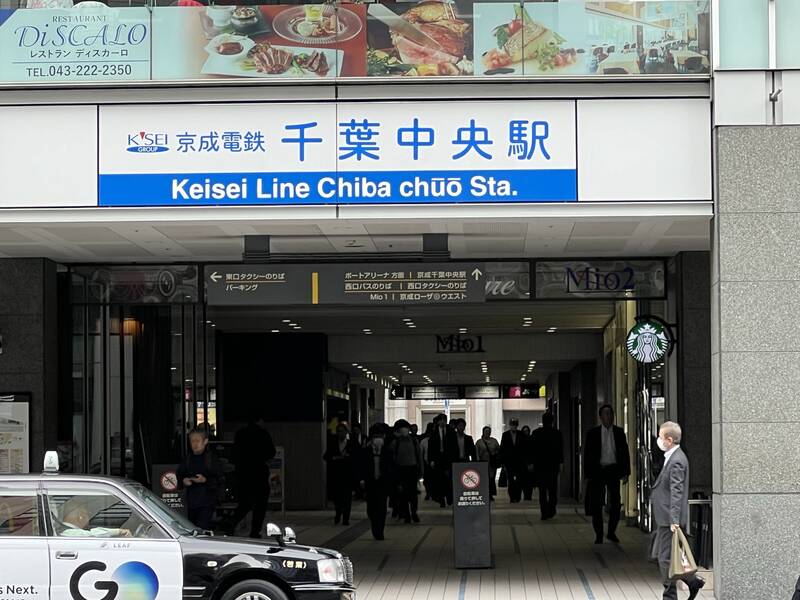 RESTAURANT
DiSCALO
レストラン ディスカーロ
TEL.043-222-2350
K'SEI GROUP 京成電鉄 千葉中央駅
Keisei Line Chiba chūō Sta.
← 東口タクシーのりば
パーキング
ポートアリーナ 方面 | 京成千葉中央駅 ↑
西口バスのりば | 西口タクシーのりば
Mio 1 | 京成ローザ⑩ウエスト
Mio2
Mio1
LEAF
s Next.
GO